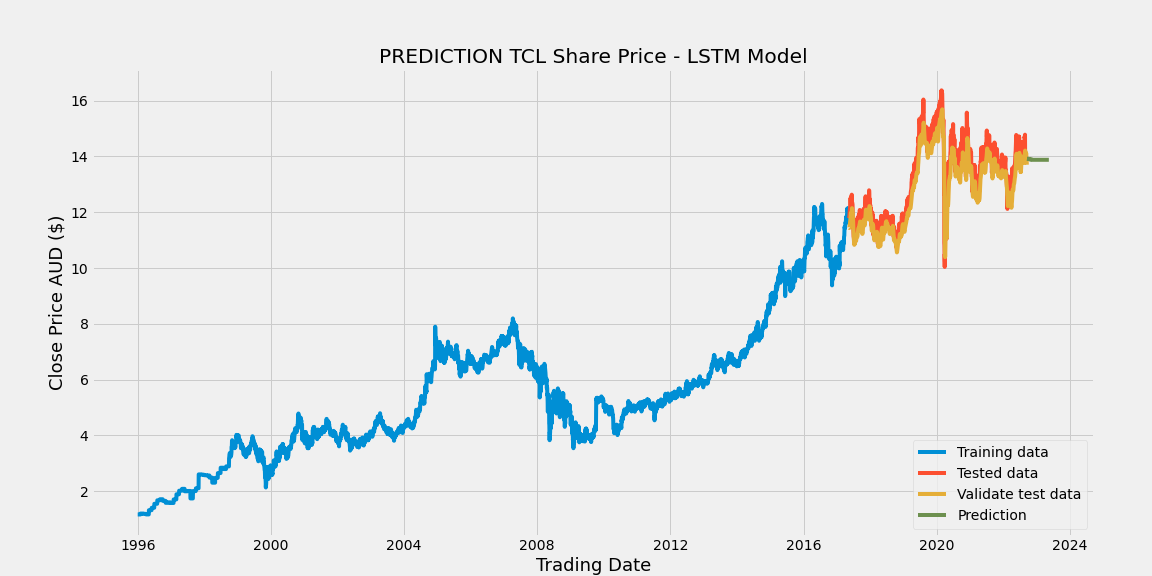 PREDICTION TCL Share Price - LSTM Model
Close Price AUD ($)
16
14
12
10
8
6
4
2
1996 2000 2004 2008 2012 2016 2020 2024
Trading Date
Training data
Tested data
Validate test data
Prediction